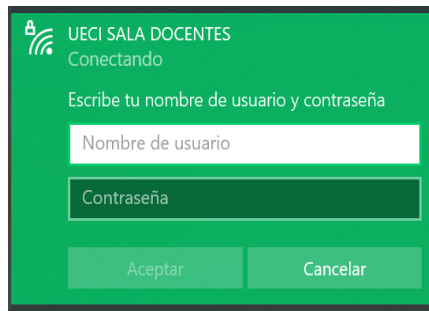 UECI SALA DOCENTES
Conectando
Escribe tu nombre de usuario y contraseña
Nombre de usuario
Contraseña
Aceptar Cancelar